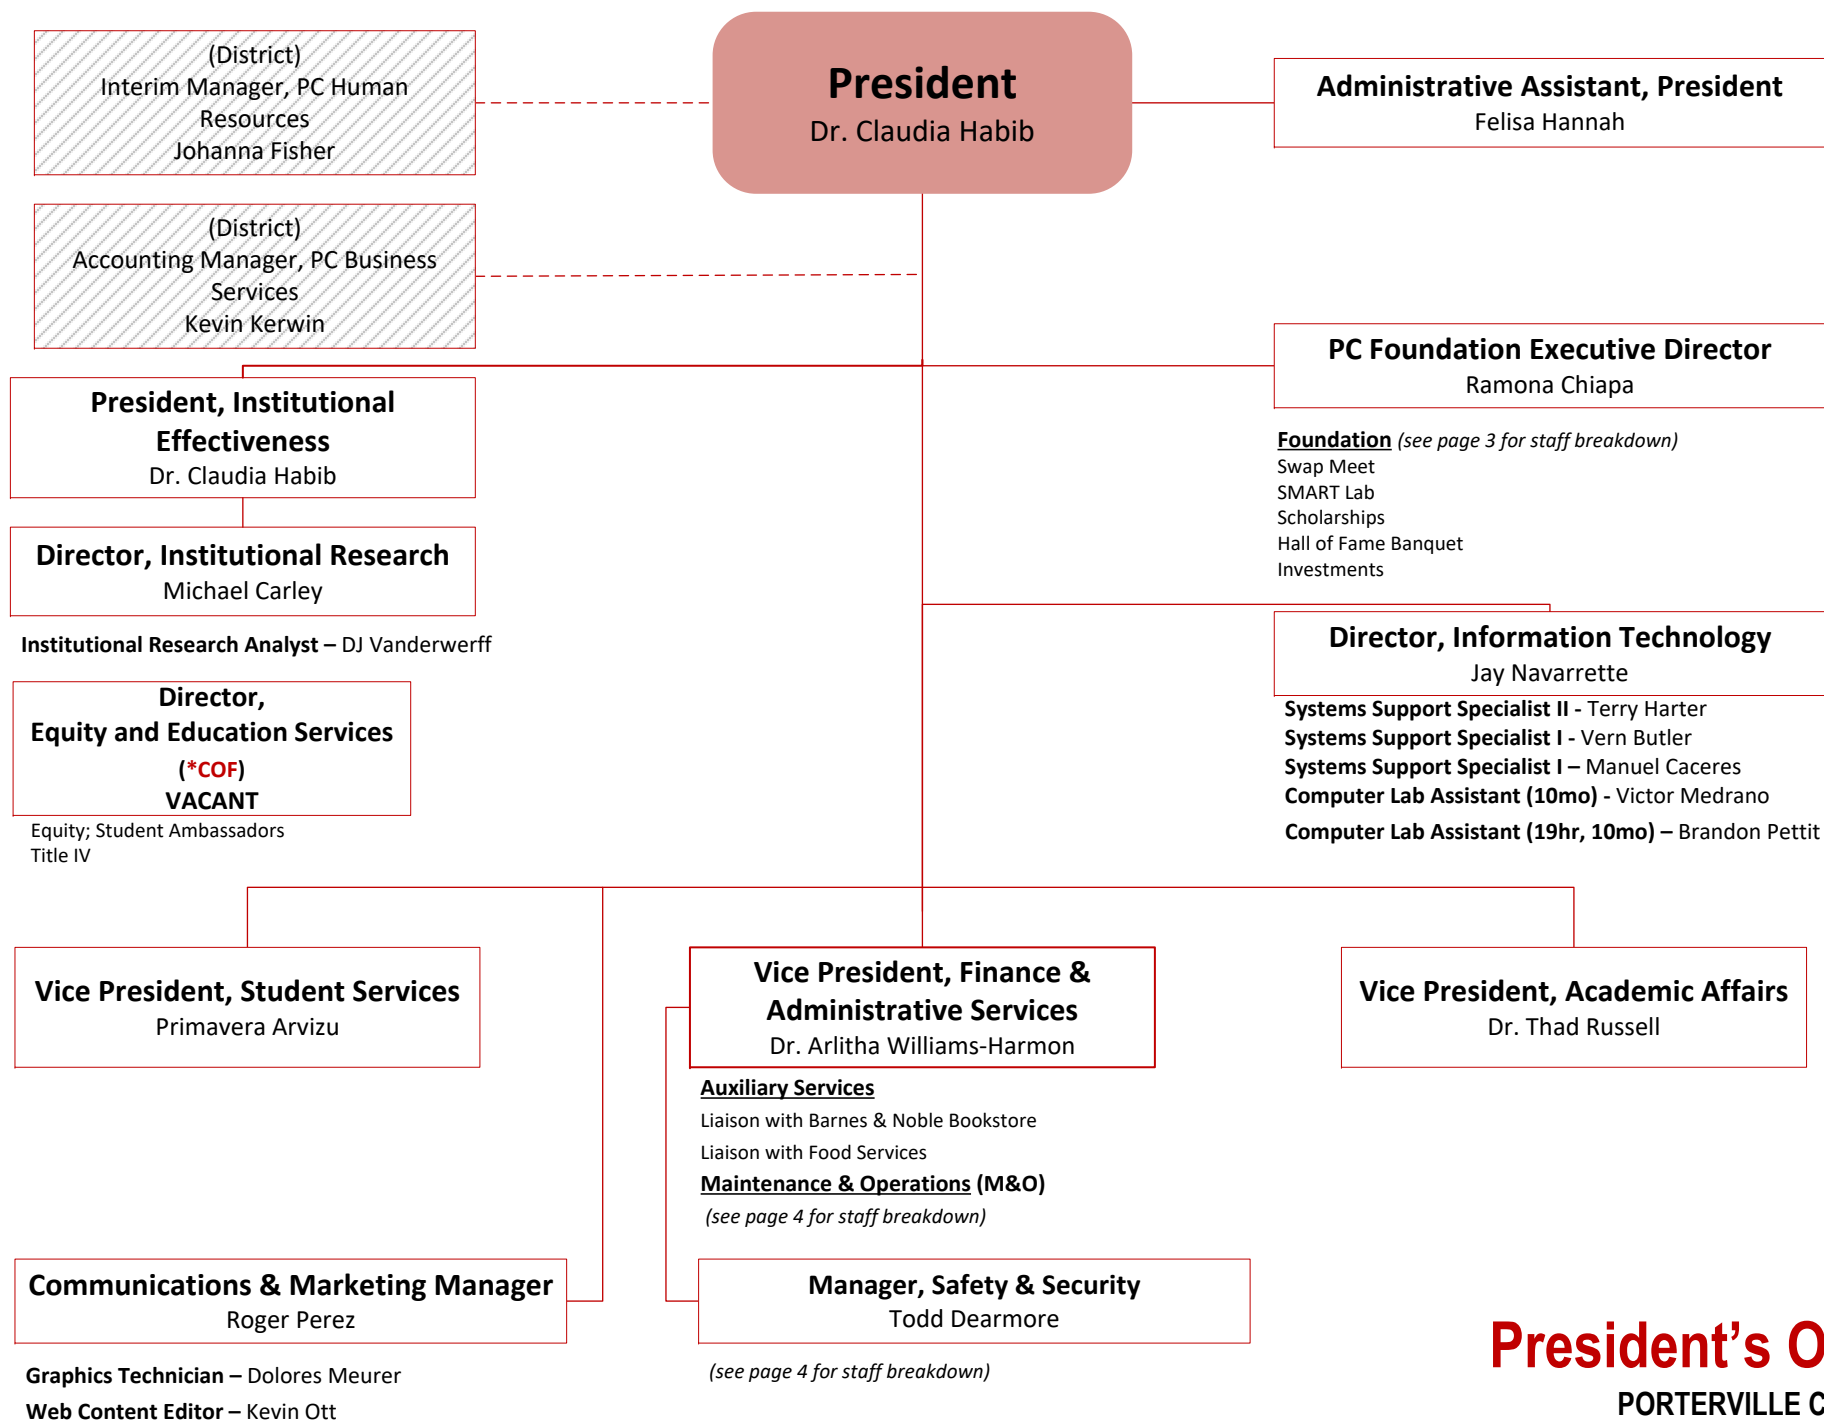 (District)
Interim Manager, PC Human
Resources
Johanna Fisher
President
Dr. Claudia Habib
Administrative Assistant, President
Felisa Hannah
(District)
Accounting Manager, PC Business
Services
Kevin Kerwin
PC Foundation Executive Director
Ramona Chiapa
Foundation (see page 3 for staff breakdown)
Swap Meet
SMART Lab
Scholarships
Hall of Fame Banquet
Investments
President, Institutional
Effectiveness
Dr. Claudia Habib
Director, Institutional Research
Michael Carley
Institutional Research Analyst – DJ Vanderwerff
Director,
Equity and Education Services
(*COF)
VACANT
Equity; Student Ambassadors
Title IV
Director, Information Technology
Jay Navarrette
Systems Support Specialist II - Terry Harter
Systems Support Specialist I - Vern Butler
Systems Support Specialist I – Manuel Caceres
Computer Lab Assistant (10mo) - Victor Medrano
Computer Lab Assistant (19hr, 10mo) – Brandon Pettit
Vice President, Student Services
Primavera Arvizu
Vice President, Finance &
Administrative Services
Dr. Arlitha Williams-Harmon
Auxiliary Services
Liaison with Barnes & Noble Bookstore
Liaison with Food Services
Maintenance & Operations (M&O)
(see page 4 for staff breakdown)
Vice President, Academic Affairs
Dr. Thad Russell
Communications & Marketing Manager
Roger Perez
Graphics Technician – Dolores Meurer
Web Content Editor – Kevin Ott
Manager, Safety & Security
Todd Dearmore
(see page 4 for staff breakdown)
President's O
PORTERVILLE C